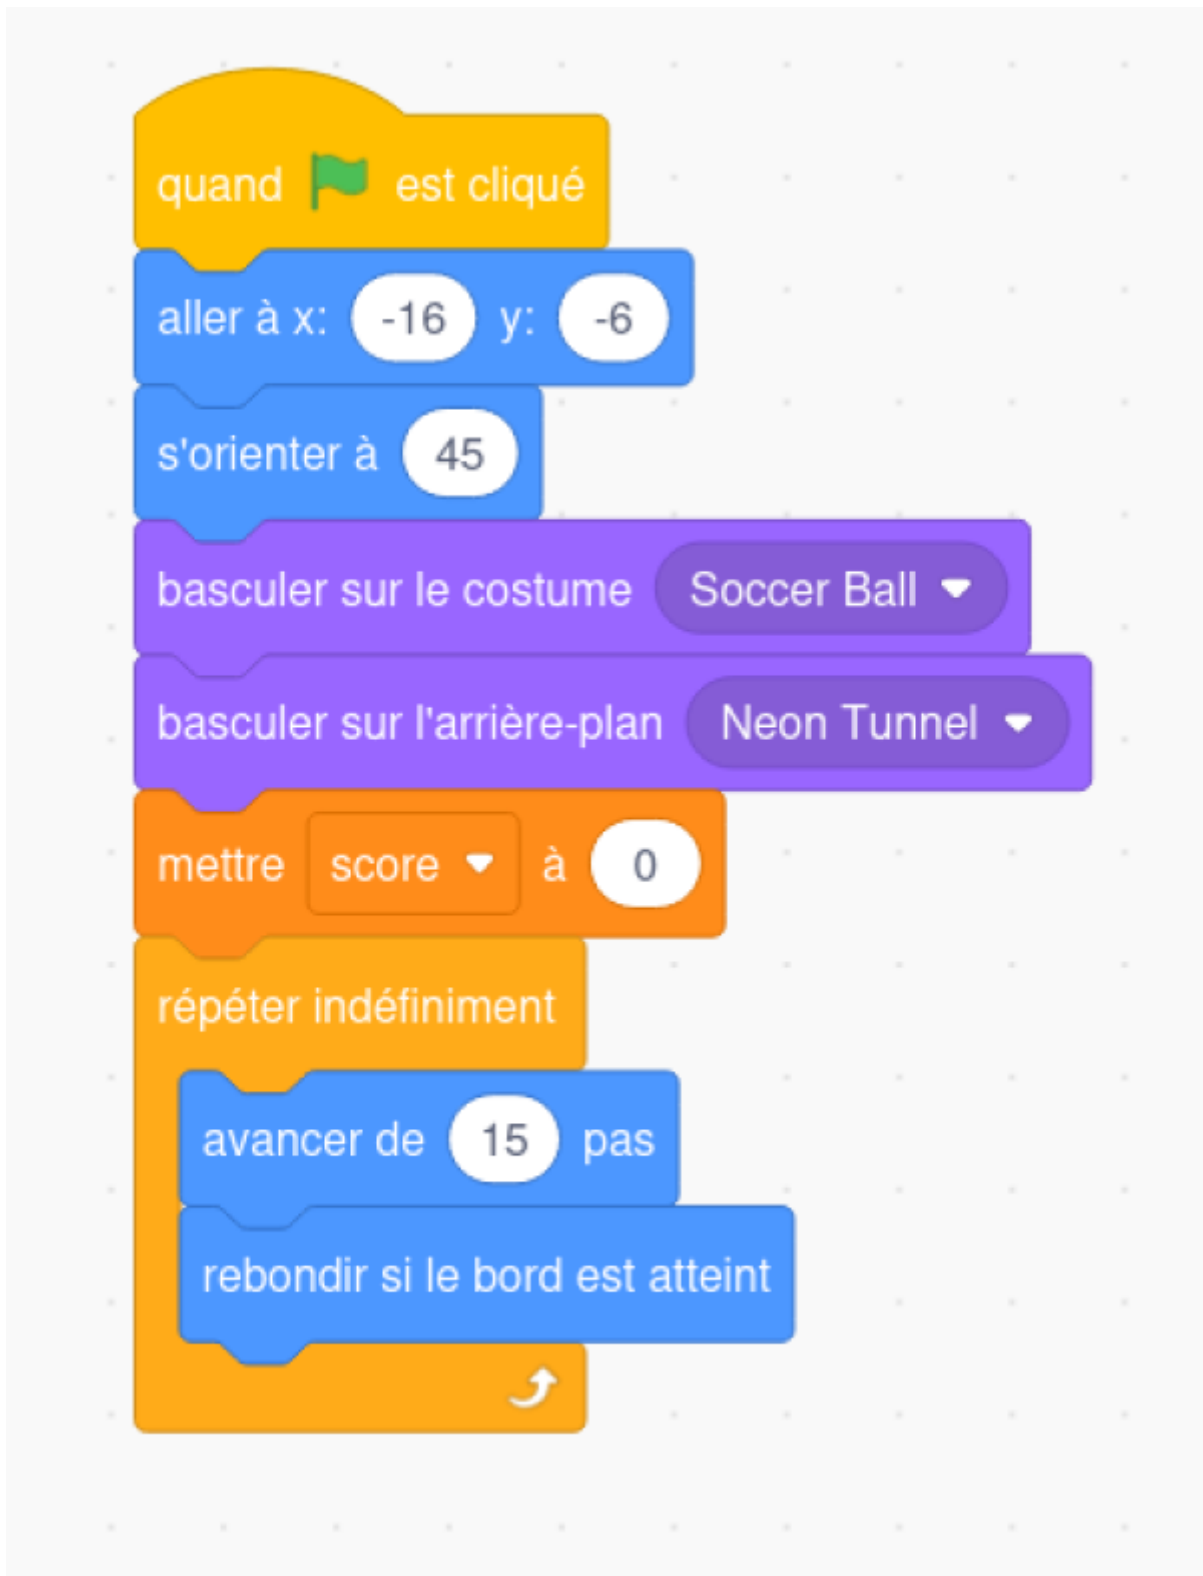 quand est cliqué
aller à x: -16 y: -6
s'orienter à 45
basculer sur le costume Soccer Ball
basculer sur l'arrière-plan Neon Tunnel
mettre score à 0
répéter indéfiniment
avancer de 15 pas
rebondir si le bord est atteint